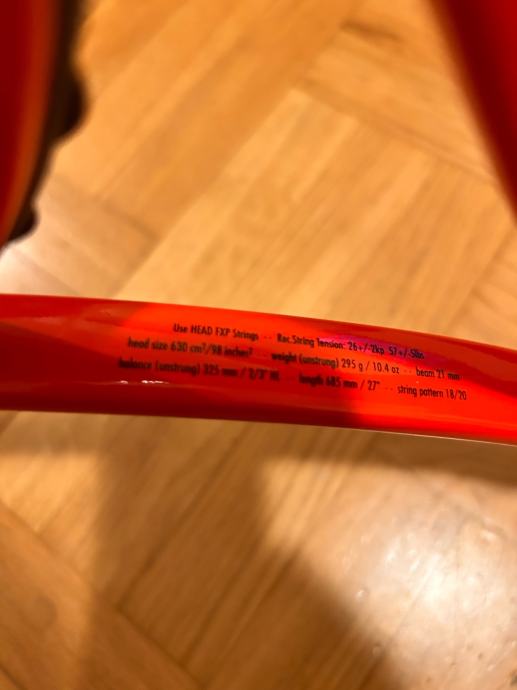 Use HEAD FXP Strings -- Rec.String Tension: 26+/-2kp 57+/-5lbs
head size 630 cm²/98 inches² -- weight (unstrung) 295 g / 10.4 oz -- beam 21 mm
balance (unstrung) 325 mm / HL length 685 mm / 27" -- string pattern 18/20